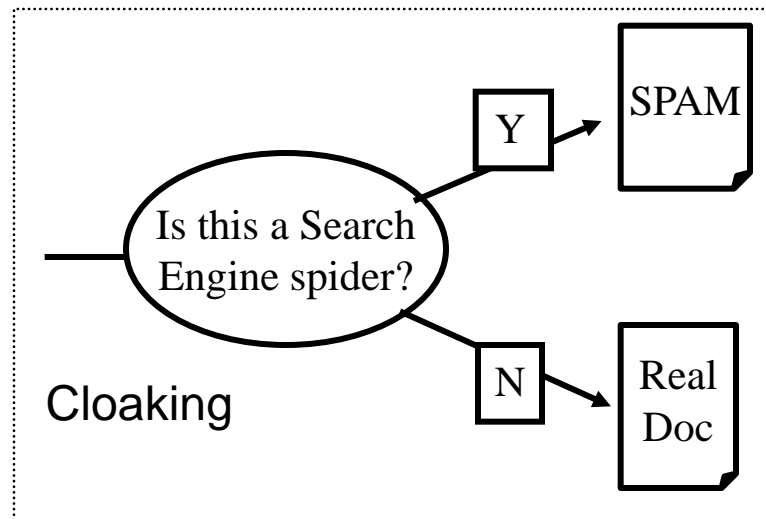 SPAM
Y
Is this a Search
Engine spider?
N
Real
Doc
Cloaking